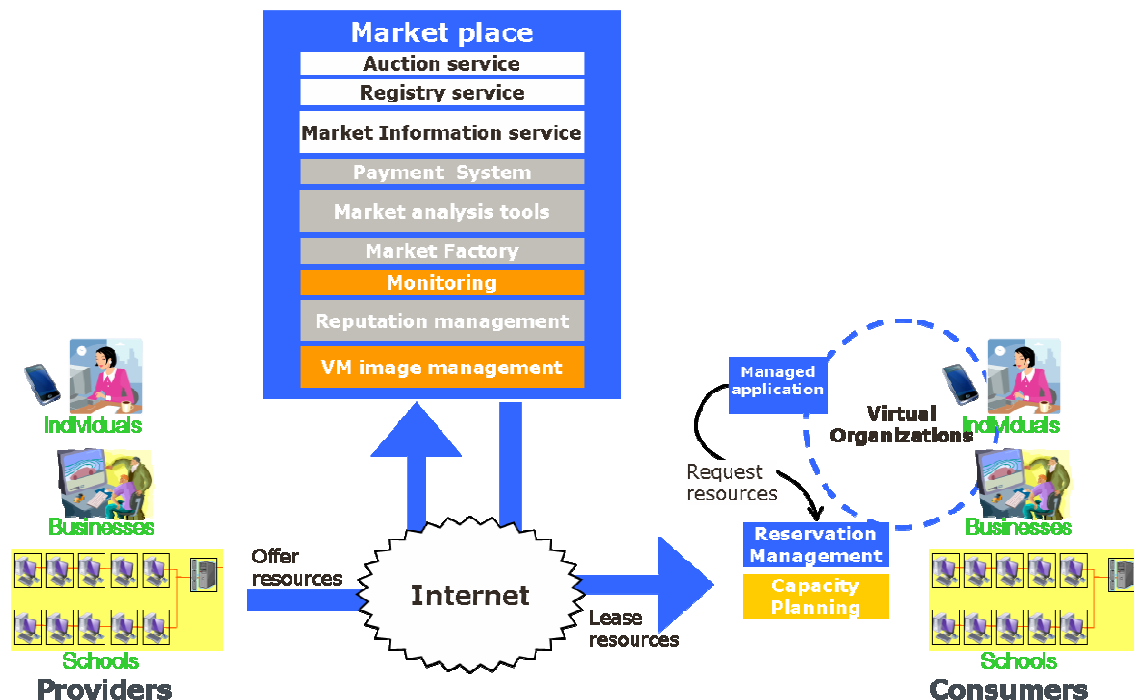 Market place
Auction service
Registry service
Market Information service
Payment System
Market analysis tools
Market Factory
Monitoring
Reputation management
VM image management
Individuals
Businesses
Schools
Providers
Offer
resources
Internet
Lease
resources
Managed
application
Request
resources
Virtual
Organizations
Reservation
Management
Capacity
Planning
Individuals
Businesses
Schools
Consumers